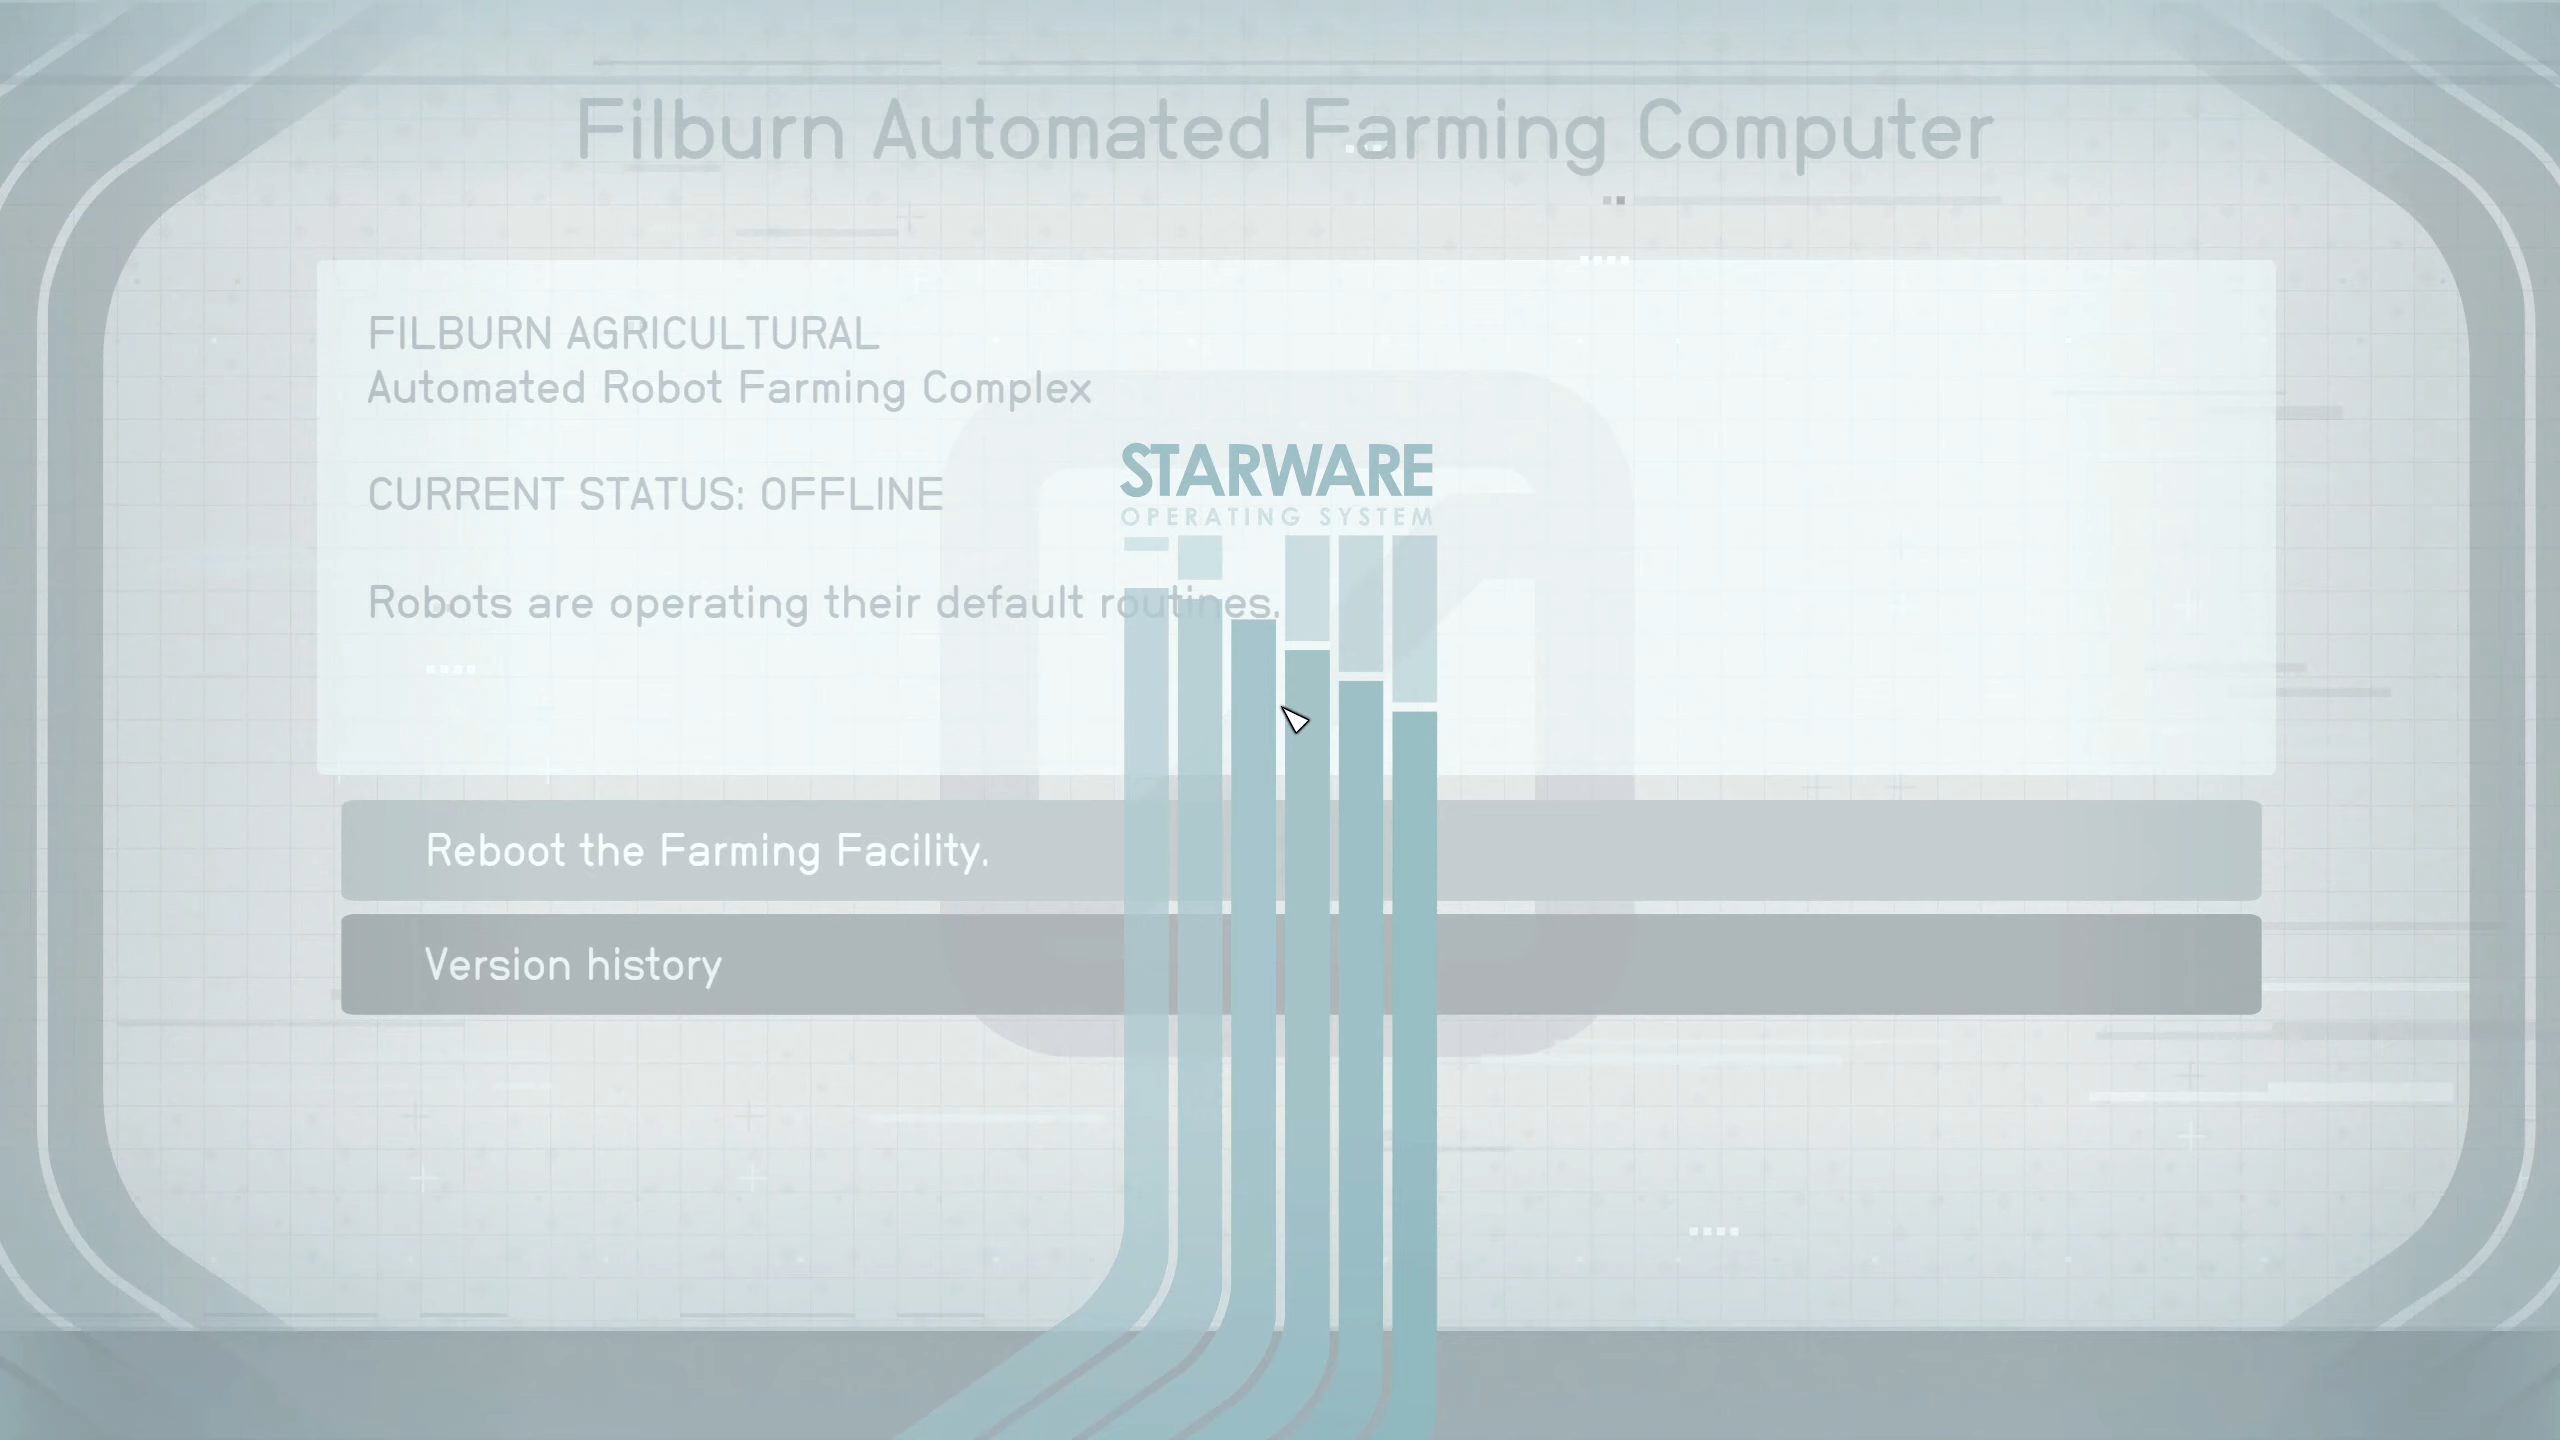 Filburn Automated Farming Computer
FILBURN AGRICULTURAL
Automated Robot Farming Complex
STARWARE
OPERATING SYSTEM
CURRENT STATUS: OFFLINE
Robots are operating their default routines.
Reboot the Farming Facility.
Version history